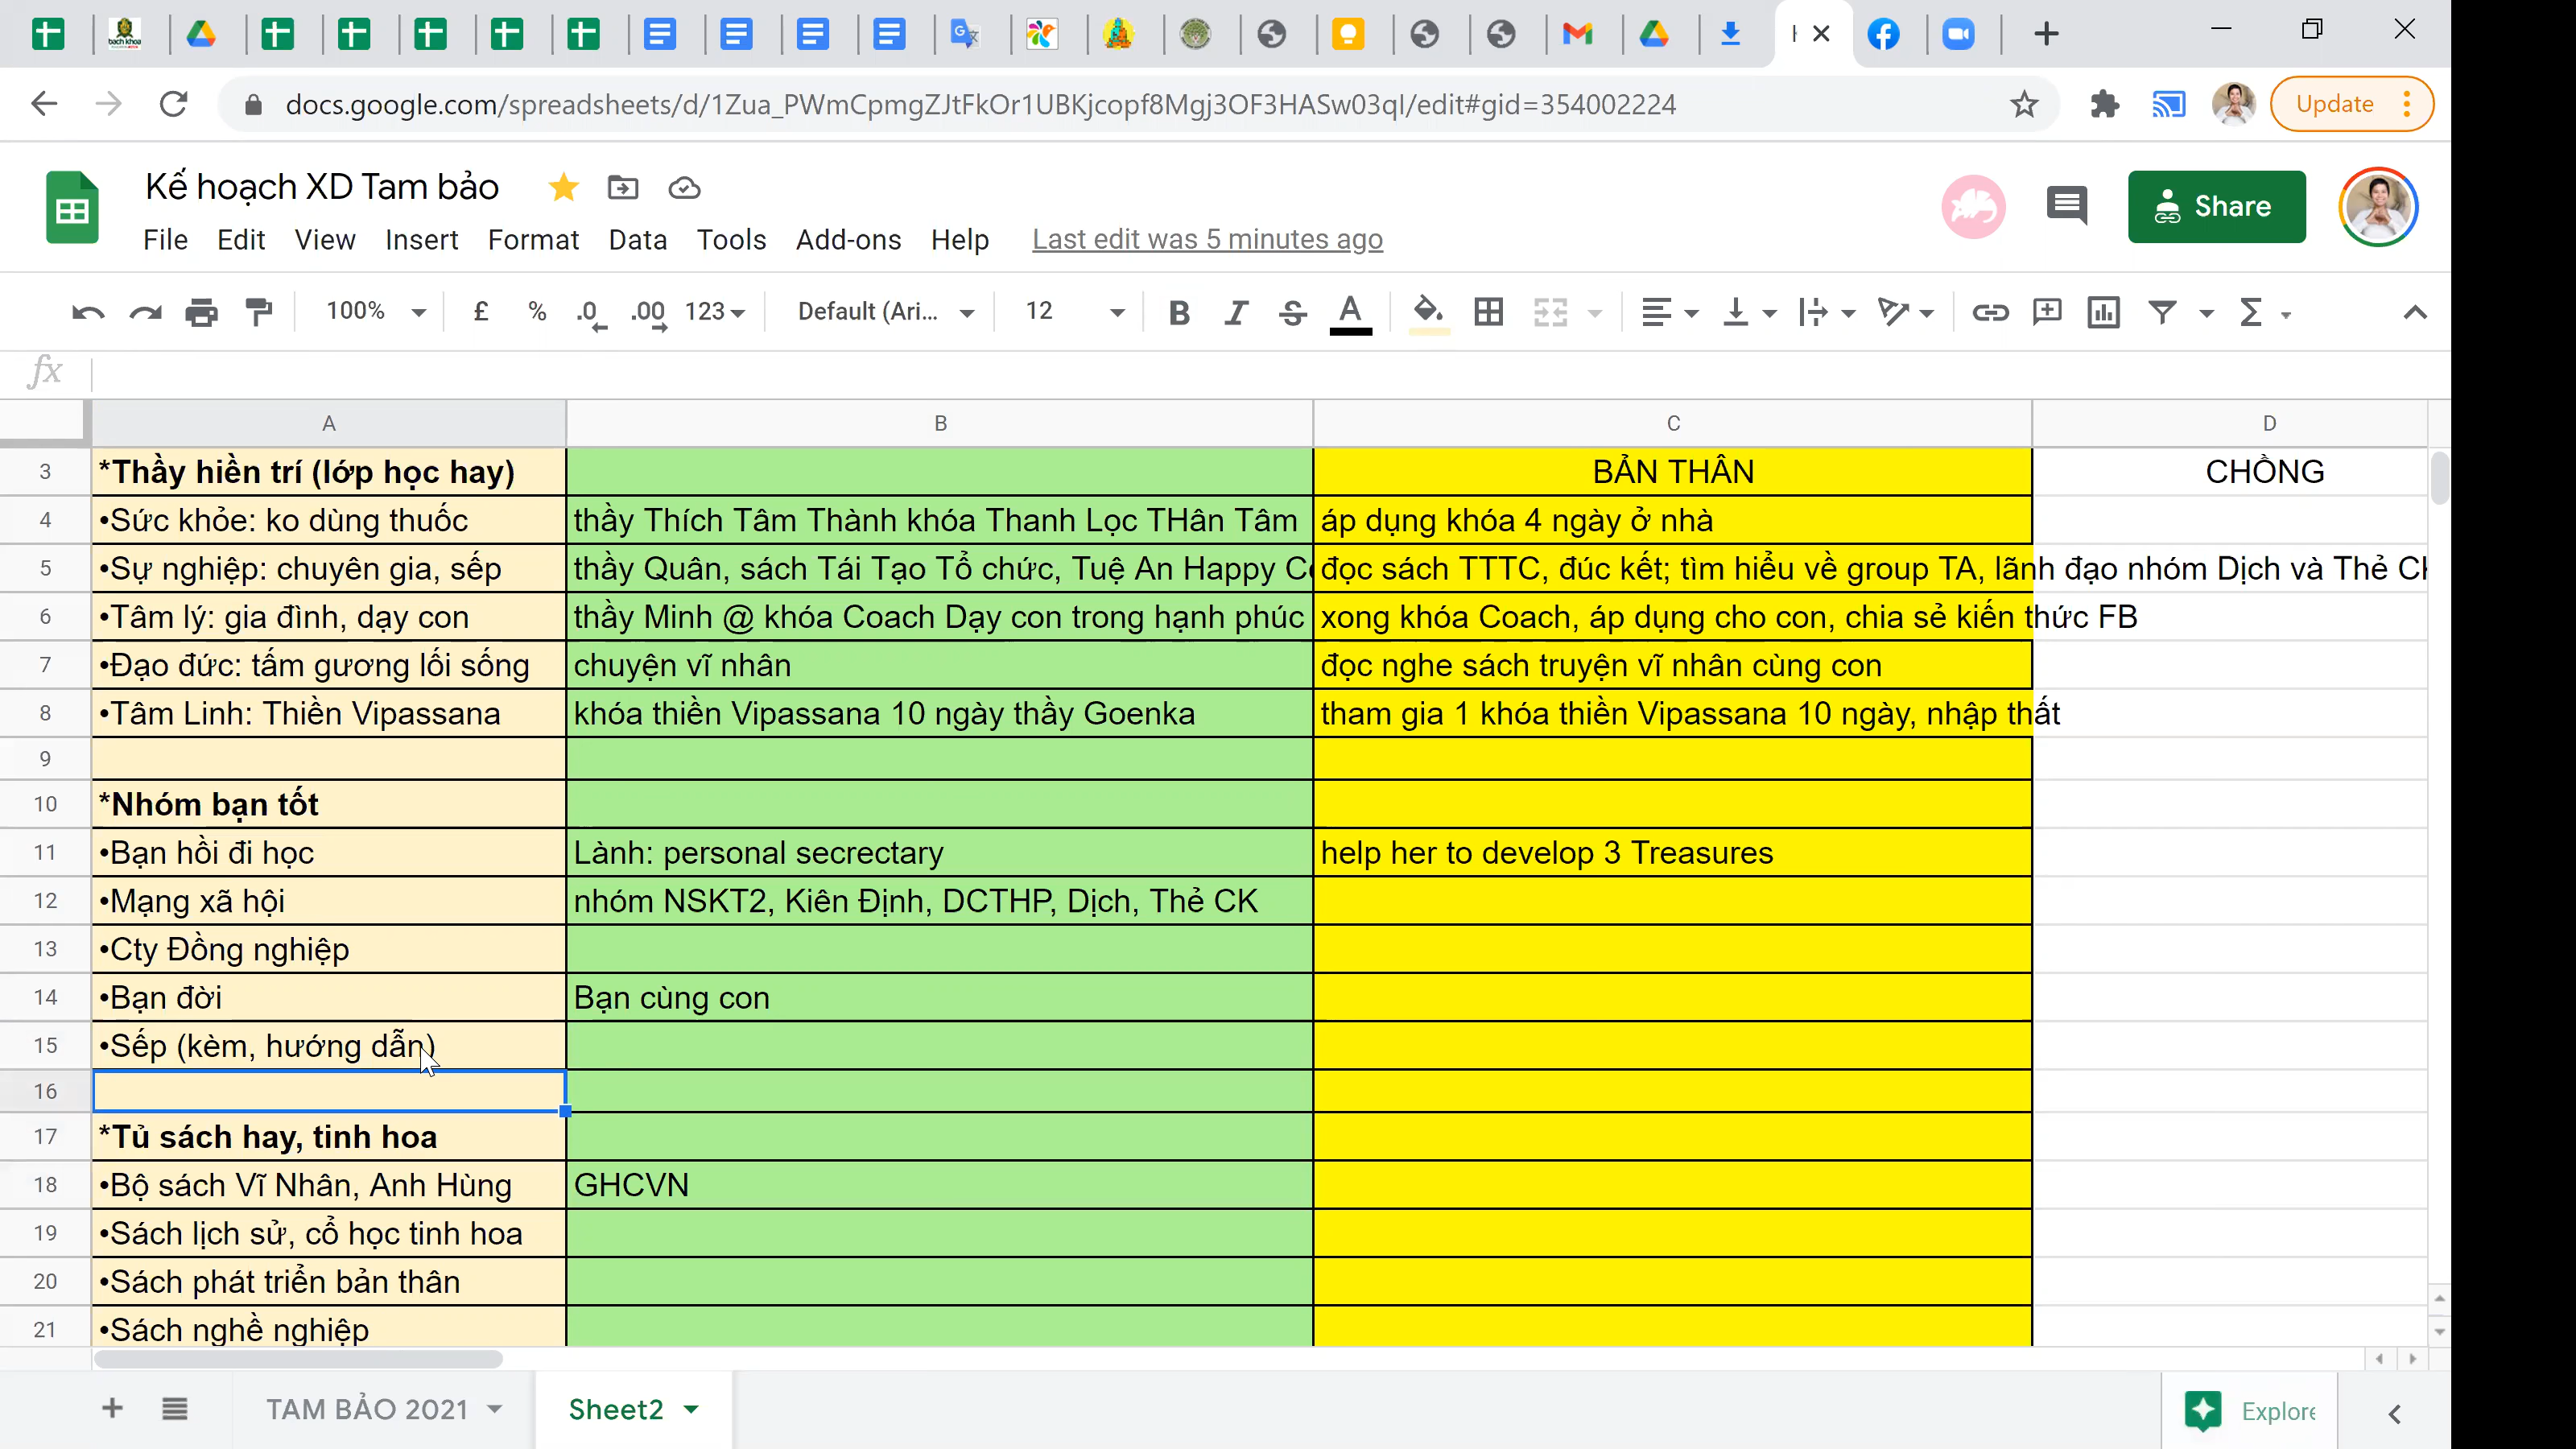 bách khoa
docs.google.com/spreadsheets/d/1Zua_PWmCpmgZJtFkOr1UBKjcopf8Mgj3OF3HASw03qI/edit#gid=354002224
Update
Kế hoạch XD Tam bảo
File Edit View Insert Format Data Tools Add-ons Help Last edit was 5 minutes ago
Share
100% £ % .0 .00 123 Default (Ari... 12 B I S A
fx
A B C D
3 *Thầy hiền trí (lớp học hay) BẢN THÂN CHỒNG
4 •Sức khỏe: ko dùng thuốc thầy Thích Tâm Thành khóa Thanh Lọc THân Tâm áp dụng khóa 4 ngày ở nhà
5 •Sự nghiệp: chuyên gia, sếp thầy Quân, sách Tái Tạo Tổ chức, Tuệ An Happy đọc sách TTTC, đúc kết; tìm hiểu về group TA, lãnh đạo nhóm Dịch và Thẻ
6 •Tâm lý: gia đình, dạy con thầy Minh @ khóa Coach Dạy con trong hạnh phúc xong khóa Coach, áp dụng cho con, chia sẻ kiến thức FB
7 •Đạo đức: tấm gương lối sống chuyện vĩ nhân đọc nghe sách truyện vĩ nhân cùng con
8 •Tâm Linh: Thiền Vipassana khóa thiền Vipassana 10 ngày thầy Goenka tham gia 1 khóa thiền Vipassana 10 ngày, nhập thất
9
10 *Nhóm bạn tốt
11 •Bạn hồi đi học Lành: personal secrectary help her to develop 3 Treasures
12 •Mạng xã hội nhóm NSKT2, Kiên Định, DCTHP, Dịch, Thẻ CK
13 •Cty Đồng nghiệp
14 •Bạn đời Bạn cùng con
15 •Sếp (kèm, hướng dẫn)
16
17 *Tủ sách hay, tinh hoa
18 •Bộ sách Vĩ Nhân, Anh Hùng GHCVN
19 •Sách lịch sử, cổ học tinh hoa
20 •Sách phát triển bản thân
21 •Sách nghề nghiệp
TAM BẢO 2021 Sheet2 Explore